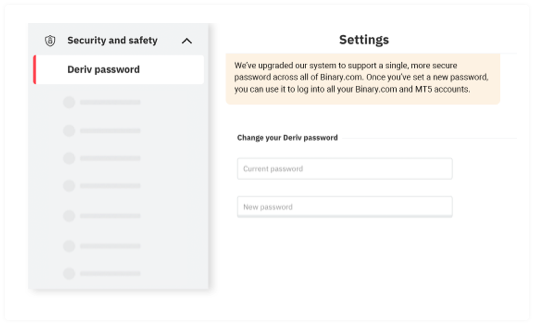 Security and safety
Deriv password
Settings
We've upgraded our system to support a single, more secure
password across all of Binary.com. Once you've set a new password,
you can use it to log into all your Binary.com and MT5 accounts.
Change your Deriv password
Current password
New password